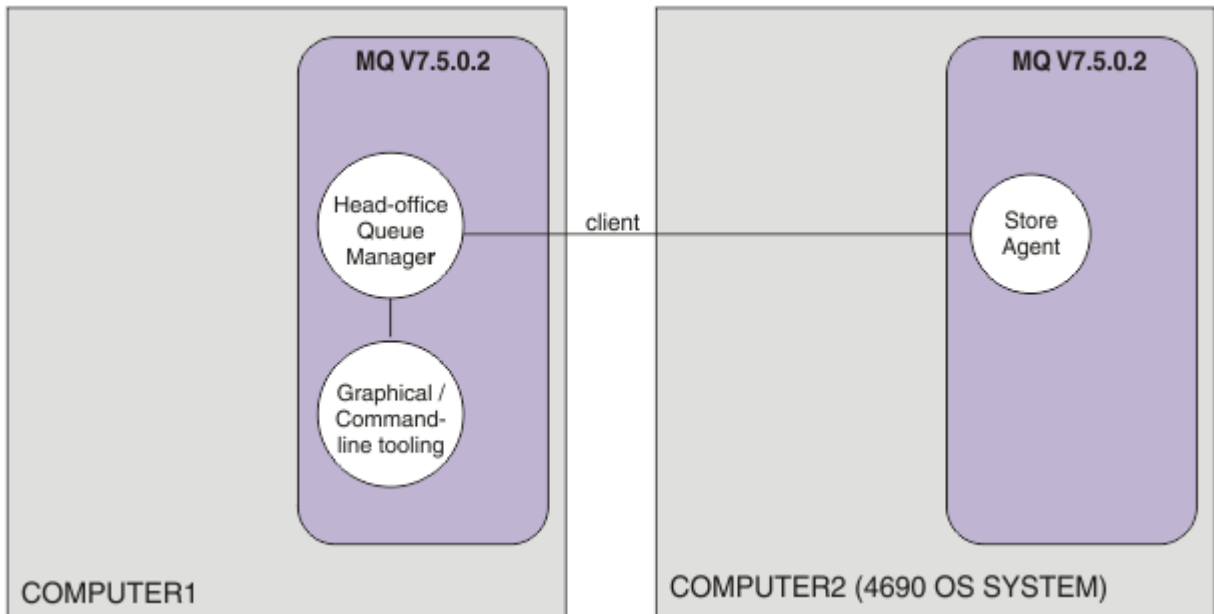 MQ V7.5.0.2
Head-office
Queue
Manager
Graphical /
Command-
line tooling
COMPUTER1
client
MQ V7.5.0.2
Store
Agent
COMPUTER2 (4690 OS SYSTEM)